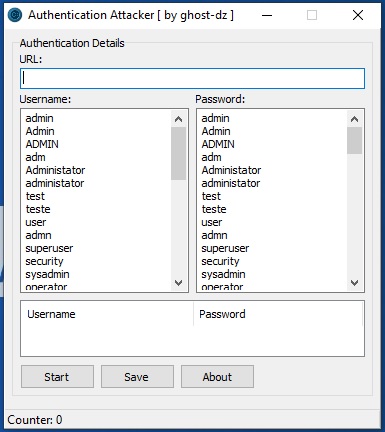 Authentication Attacker [ by ghost-dz ]
Authentication Details
URL:
Username:
Password:
admin
Admin
ADMIN
adm
Administator
administator
test
teste
user
admn
superuser
security
sysadmin
operator
admin
Admin
ADMIN
adm
Administator
administator
test
teste
user
admn
superuser
security
sysadmin
operator
Username Password
Start Save About
Counter: 0